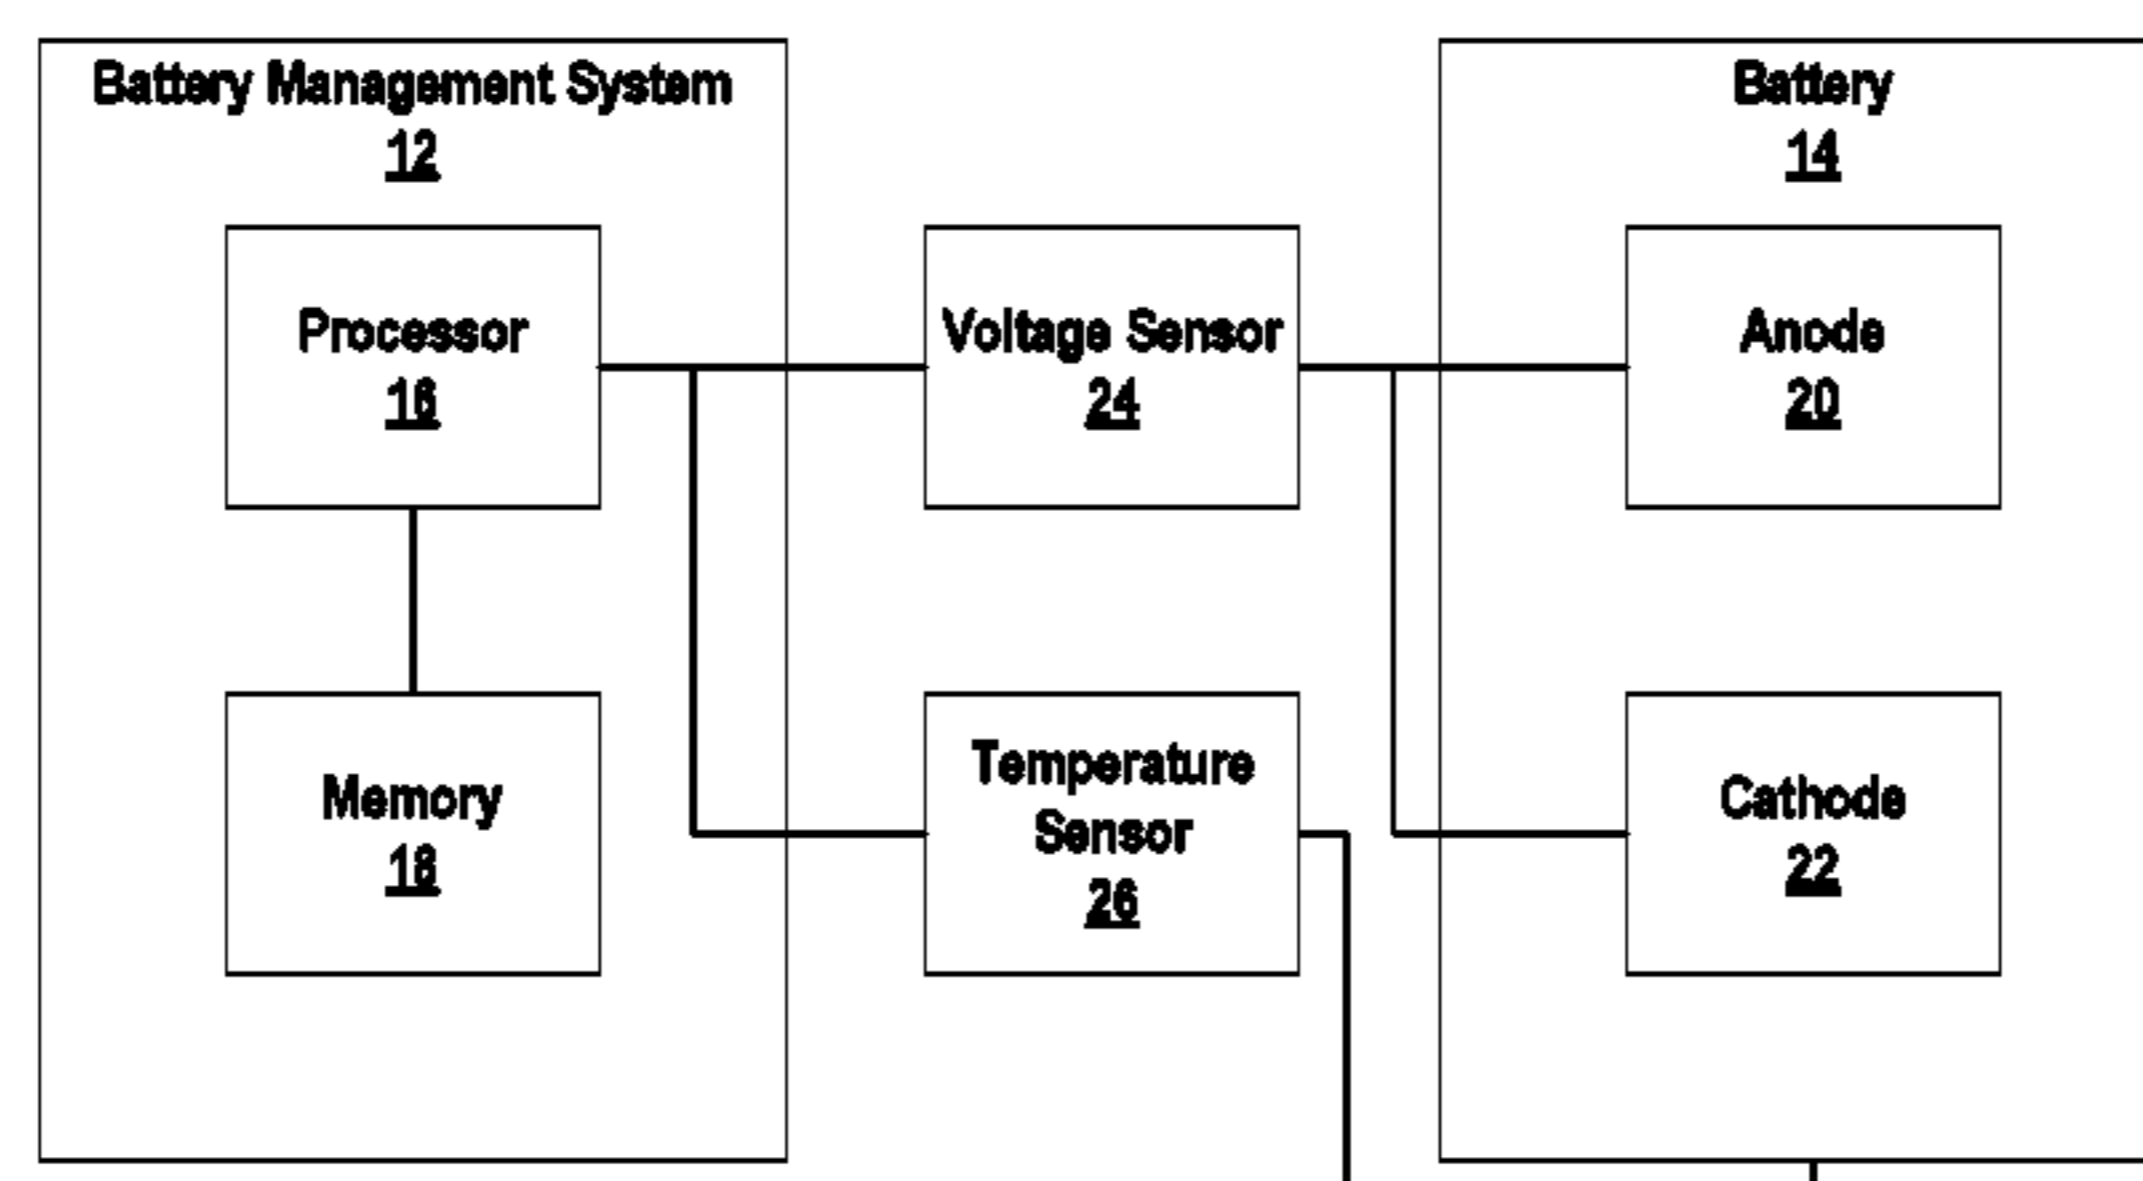 Battery Management System
12
Battery
14
Processor
16
Voltage Sensor
24
Anode
20
Memory
18
Temperature
Sensor
26
Cathode
22